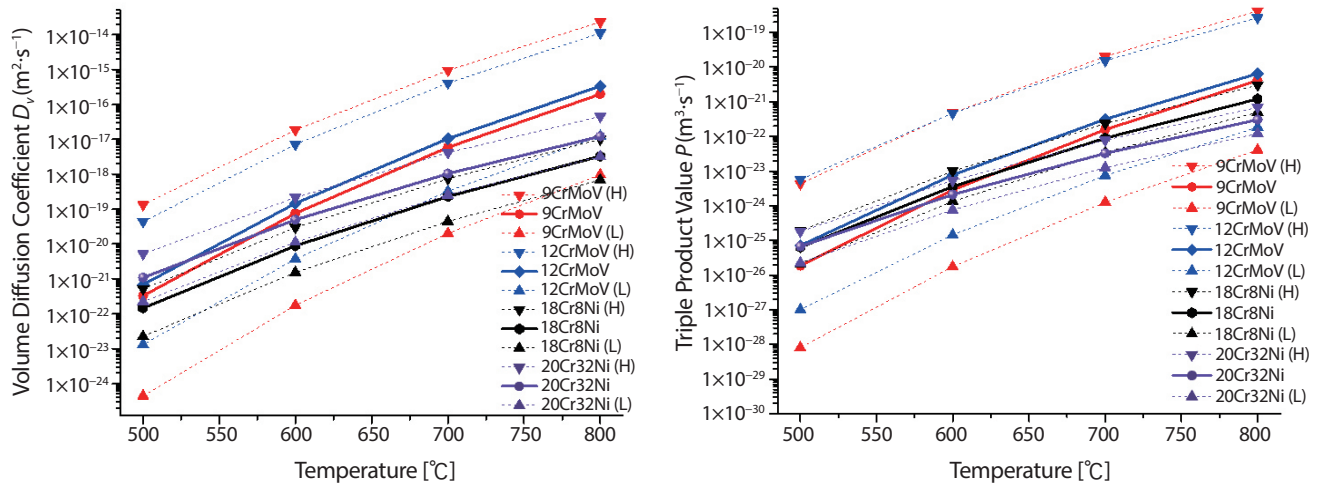 Volume Diffusion Coefficient Dᵥ (m²·s⁻¹)
1×10⁻¹⁴
1×10⁻¹⁵
1×10⁻¹⁶
1×10⁻¹⁷
1×10⁻¹⁸
1×10⁻¹⁹
1×10⁻²⁰
1×10⁻²¹
1×10⁻²²
1×10⁻²³
1×10⁻²⁴
500 550 600 650 700 750 800
Temperature [℃]
9CrMoV (H)
9CrMoV
9CrMoV (L)
12CrMoV (H)
12CrMoV
12CrMoV (L)
18Cr8Ni (H)
18Cr8Ni
18Cr8Ni (L)
20Cr32Ni (H)
20Cr32Ni
20Cr32Ni (L)
Triple Product Value P (m³·s⁻¹)
1×10⁻¹⁹
1×10⁻²⁰
1×10⁻²¹
1×10⁻²²
1×10⁻²³
1×10⁻²⁴
1×10⁻²⁵
1×10⁻²⁶
1×10⁻²⁷
1×10⁻²⁸
1×10⁻²⁹
1×10⁻³⁰
500 550 600 650 700 750 800
Temperature [℃]
9CrMoV (H)
9CrMoV
9CrMoV (L)
12CrMoV (H)
12CrMoV
12CrMoV (L)
18Cr8Ni (H)
18Cr8Ni
18Cr8Ni (L)
20Cr32Ni (H)
20Cr32Ni
20Cr32Ni (L)